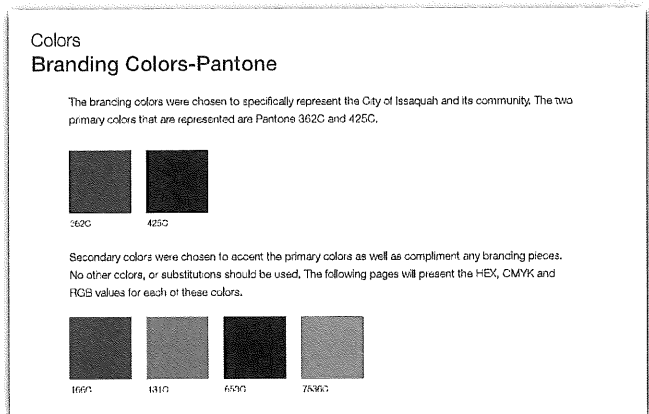 Colors
Branding Colors-Pantone
The branding colors were chosen to specifically represent the City of Issaquah and its community. The two
primary colors that are represented are Pantone 362C and 425C.
362C 425C
Secondary colors were chosen to accent the primary colors as well as compliment any branding pieces.
No other colors, or substitutions should be used. The following pages will present the HEX, CMYK and
RGB values for each of these colors.
166C 131C 653C 7536C